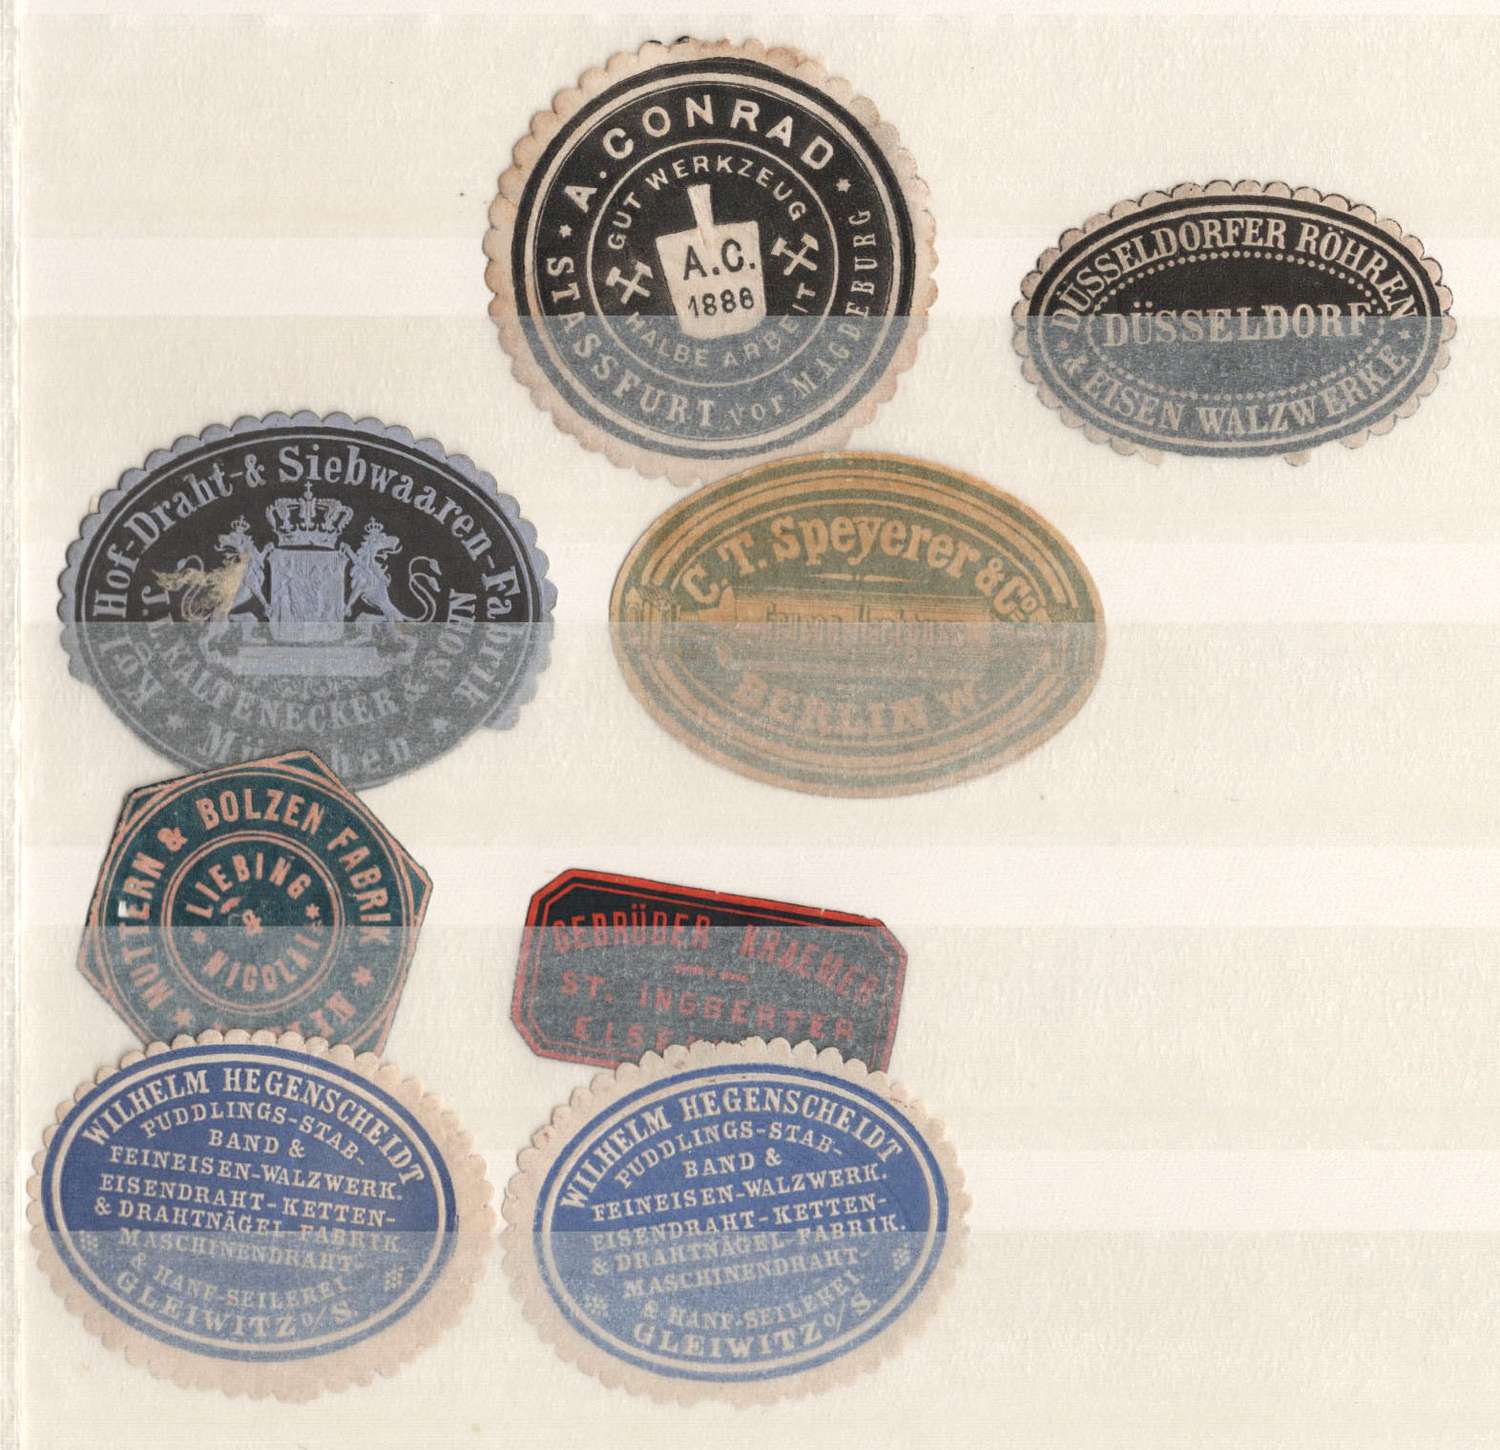 A. CONRAD
STASSFURT vor MAGDEBURG
GUT WERKZEUG
HALBE ARBEIT
A.C.
1886
DÜSSELDORFER RÖHREN
DÜSSELDORF
& EISEN WALZWERKE
Hof-Draht-& Siebwaaren-Fabrik
J. L. KALTENECKER & SOHN
München
C. T. Speyerer & Co
BERLIN W
MUTTERN & BOLZEN FABRIK
LIEBING
&
NICOLAI
GEBRÜDER KRAEMER
ST. INGBERTER
WILHELM HEGENSCHEIDT
PUDDLINGS-STAB-
BAND &
FEINEISEN-WALZWERK.
EISENDRAHT-KETTEN-
& DRAHTNÄGEL-FABRIK.
MASCHINENDRAHT-
& HANF-SEILEREI
GLEIWITZ o/S.
WILHELM HEGENSCHEIDT
PUDDLINGS-STAB-
BAND &
FEINEISEN-WALZWERK.
EISENDRAHT-KETTEN-
& DRAHTNÄGEL-FABRIK.
MASCHINENDRAHT-
& HANF-SEILEREI
GLEIWITZ o/S.